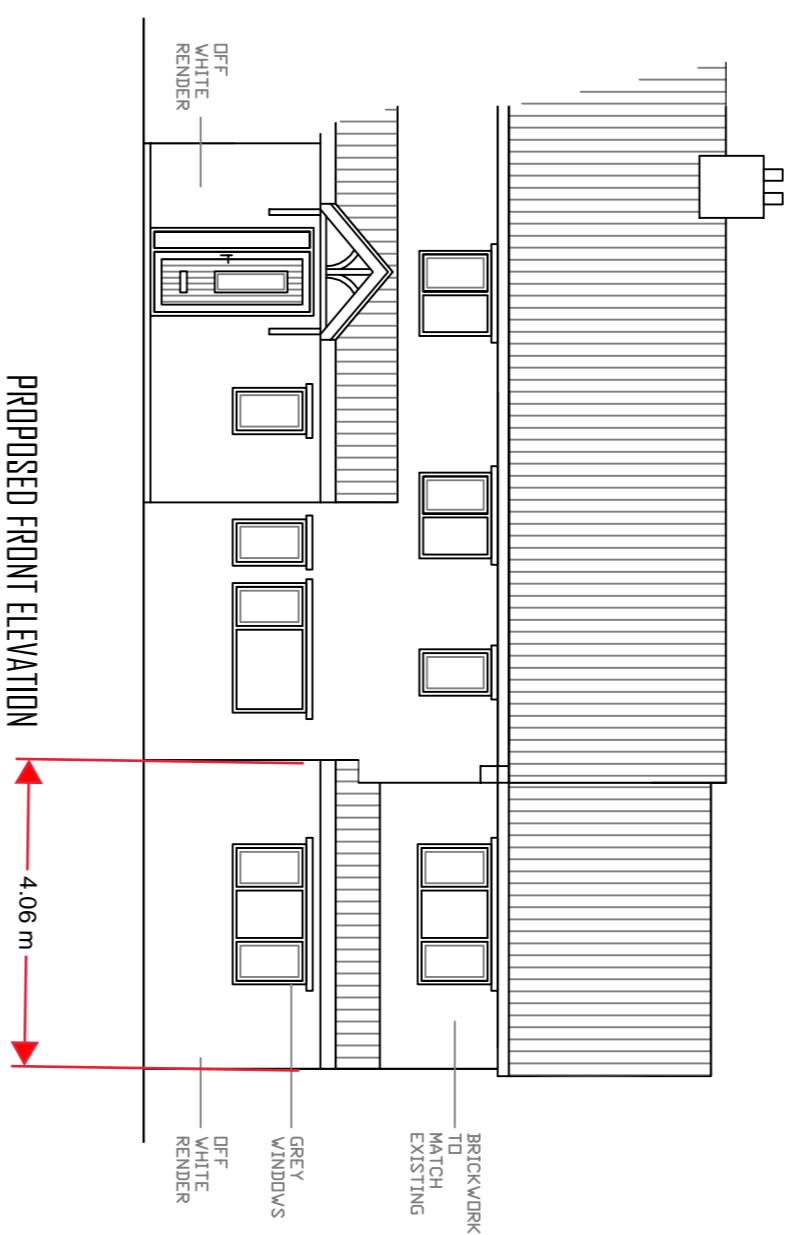 OFF
WHITE
RENDER
BRICKWORK
TO
MATCH
EXISTING
GREY
WINDOWS
OFF
WHITE
RENDER
4.06 m
PROPOSED FRONT ELEVATION